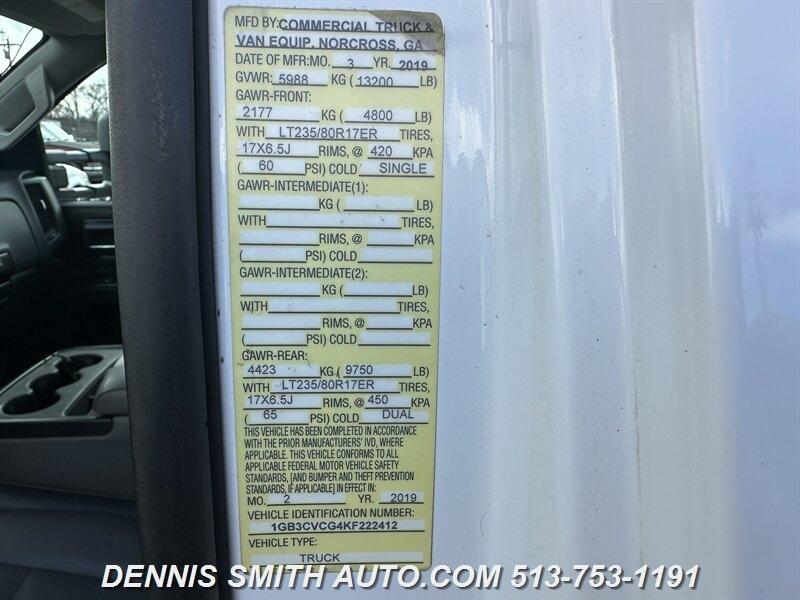 MFD BY: COMMERCIAL TRUCK &
VAN EQUIP. NORCROSS, GA
DATE OF MFR:MO. 3 YR. 2019
GVWR: 5988 KG ( 13200 LB)
GAWR-FRONT:
2177 KG ( 4800 LB)
WITH LT235/80R17ER TIRES,
17X6.5J RIMS, @ 420 KPA
( 60 PSI) COLD SINGLE
GAWR-INTERMEDIATE(1):
KG ( LB)
WITH TIRES,
RIMS, @ KPA
( PSI) COLD
GAWR-INTERMEDIATE(2):
KG ( LB)
WITH TIRES,
RIMS, @ KPA
( PSI) COLD
GAWR-REAR:
4423 KG ( 9750 LB)
WITH LT235/80R17ER TIRES,
17X6.5J RIMS, @ 450 KPA
( 65 PSI) COLD DUAL
THIS VEHICLE HAS BEEN COMPLETED IN ACCORDANCE
WITH THE PRIOR MANUFACTURERS' IVD, WHERE
APPLICABLE. THIS VEHICLE CONFORMS TO ALL
APPLICABLE FEDERAL MOTOR VEHICLE SAFETY
STANDARDS, [AND BUMPER AND THEFT PREVENTION
STANDARDS, IF APPLICABLE] IN EFFECT IN:
MO. 2 YR. 2019
VEHICLE IDENTIFICATION NUMBER:
1GB3CVCG4KF222412
VEHICLE TYPE:
TRUCK
DENNIS SMITH AUTO.COM 513-753-1191